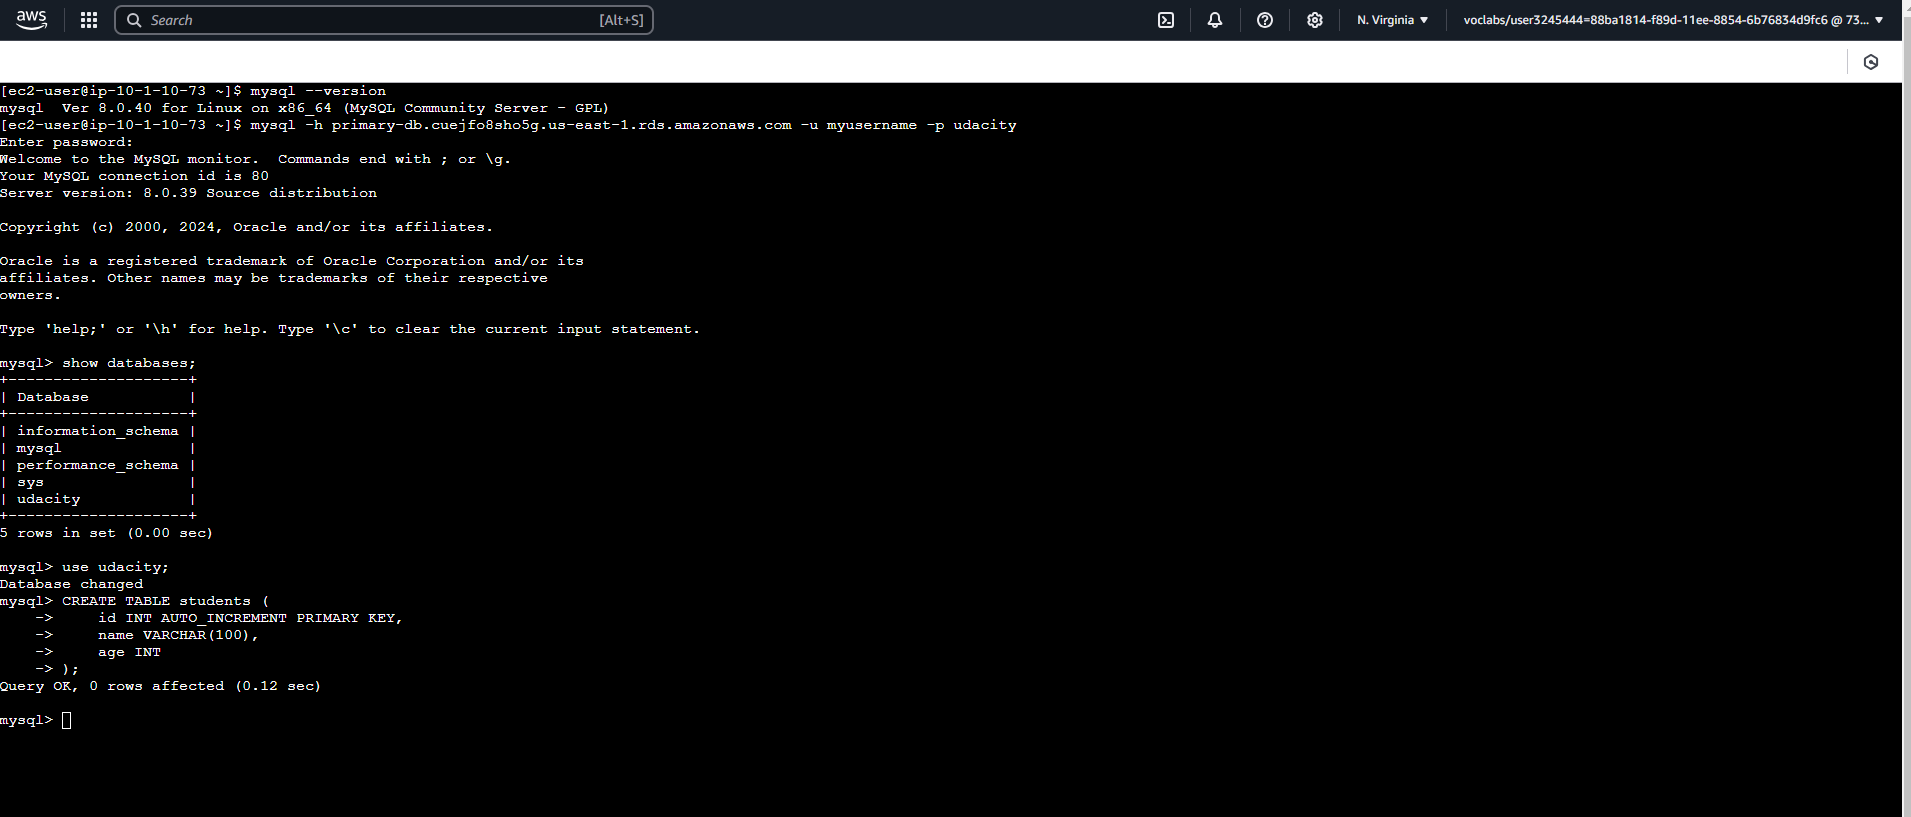 aws
Search [Alt+S]
N. Virginia
voclabs/user3245444=88ba1814-f89d-11ee-8854-6b76834d9fc6 @ 73...
[ec2-user@ip-10-1-10-73 ~]$ mysql --version
mysql  Ver 8.0.40 for Linux on x86_64 (MySQL Community Server - GPL)
[ec2-user@ip-10-1-10-73 ~]$ mysql -h primary-db.cuejfo8sho5g.us-east-1.rds.amazonaws.com -u myusername -p udacity
Enter password:
Welcome to the MySQL monitor.  Commands end with ; or \g.
Your MySQL connection id is 80
Server version: 8.0.39 Source distribution
Copyright (c) 2000, 2024, Oracle and/or its affiliates.
Oracle is a registered trademark of Oracle Corporation and/or its
affiliates. Other names may be trademarks of their respective
owners.
Type 'help;' or '\h' for help. Type '\c' to clear the current input statement.
mysql> show databases;
+--------------------+
| Database           |
+--------------------+
| information_schema |
| mysql              |
| performance_schema |
| sys                |
| udacity            |
+--------------------+
5 rows in set (0.00 sec)
mysql> use udacity;
Database changed
mysql> CREATE TABLE students (
    ->     id INT AUTO_INCREMENT PRIMARY KEY,
    ->     name VARCHAR(100),
    ->     age INT
    -> );
Query OK, 0 rows affected (0.12 sec)
mysql>